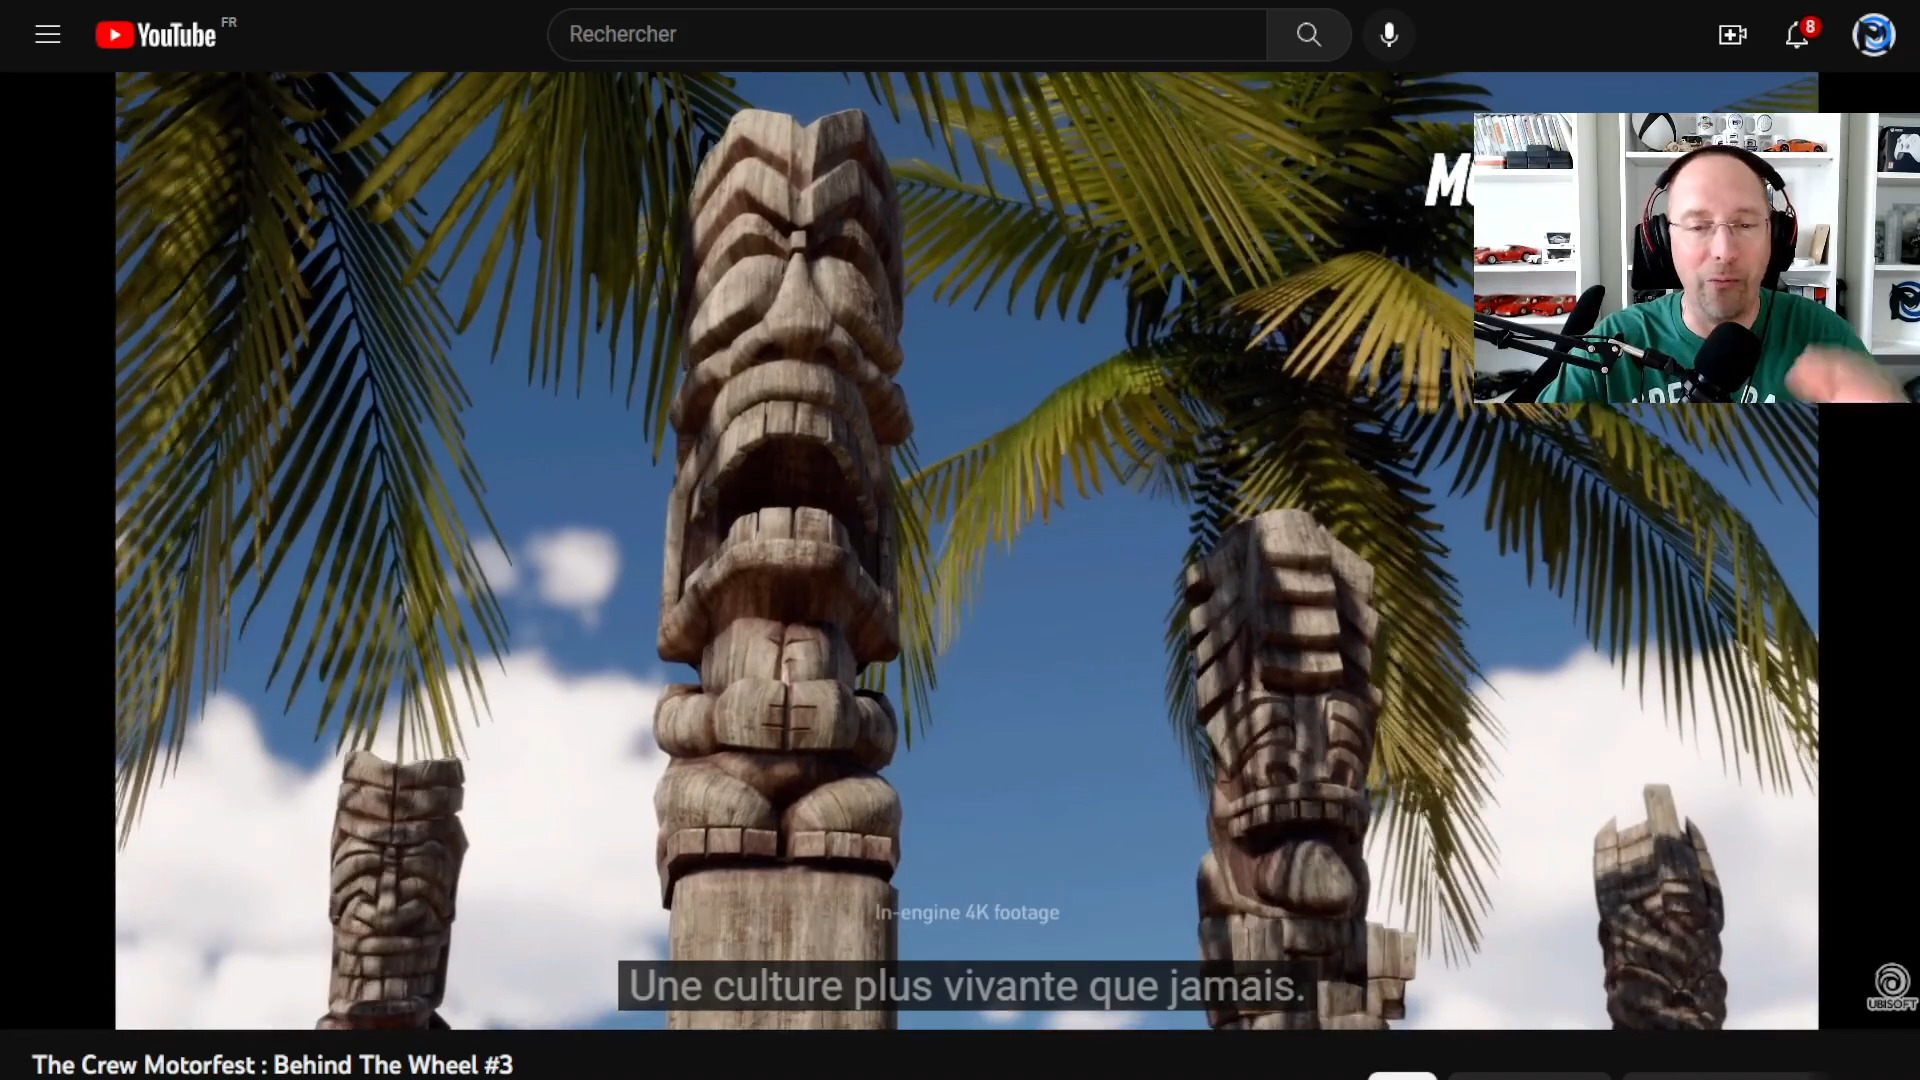 YouTube FR
Rechercher
8
In-engine 4K footage
Une culture plus vivante que jamais.
UBISOFT
The Crew Motorfest : Behind The Wheel #3